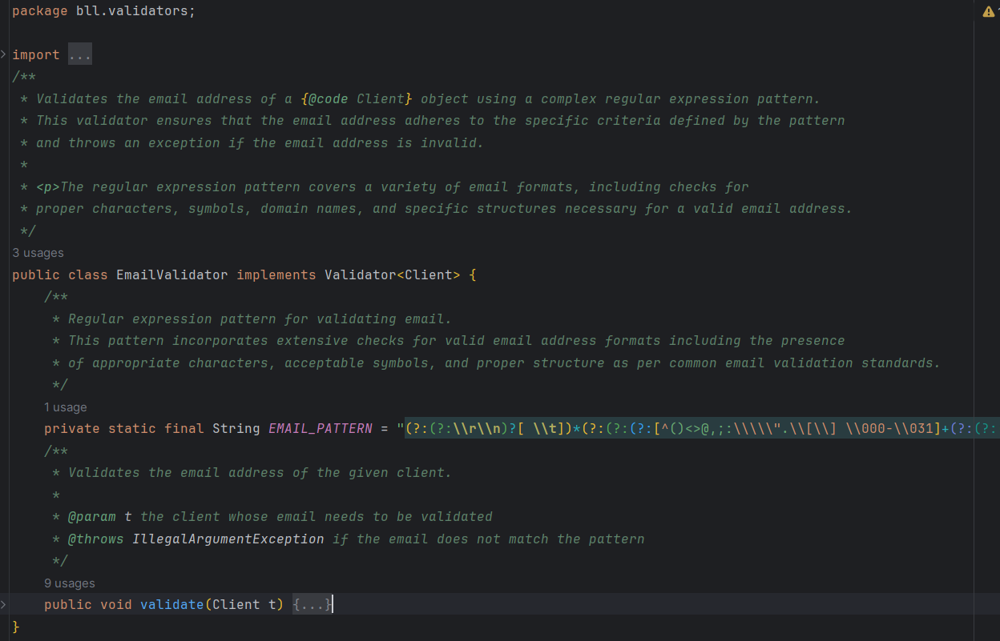 package bll.validators;
import ...
/**
 * Validates the email address of a {@code Client} object using a complex regular expression pattern.
 * This validator ensures that the email address adheres to the specific criteria defined by the pattern
 * and throws an exception if the email address is invalid.
 *
 * <p>The regular expression pattern covers a variety of email formats, including checks for
 * proper characters, symbols, domain names, and specific structures necessary for a valid email address.
 */
3 usages
public class EmailValidator implements Validator<Client> {
    /**
     * Regular expression pattern for validating email.
     * This pattern incorporates extensive checks for valid email address formats including the presence
     * of appropriate characters, acceptable symbols, and proper structure as per common email validation standards.
     */
    1 usage
    private static final String EMAIL_PATTERN = "(?:(?:\\r\\n)?[ \\t])*(?:(?:(?:[^()<>@,;:\\\\\".\\[\\] \\000-\\031]+(?:(?:
    /**
     * Validates the email address of the given client.
     *
     * @param t the client whose email needs to be validated
     * @throws IllegalArgumentException if the email does not match the pattern
     */
    9 usages
    public void validate(Client t) {...}
}